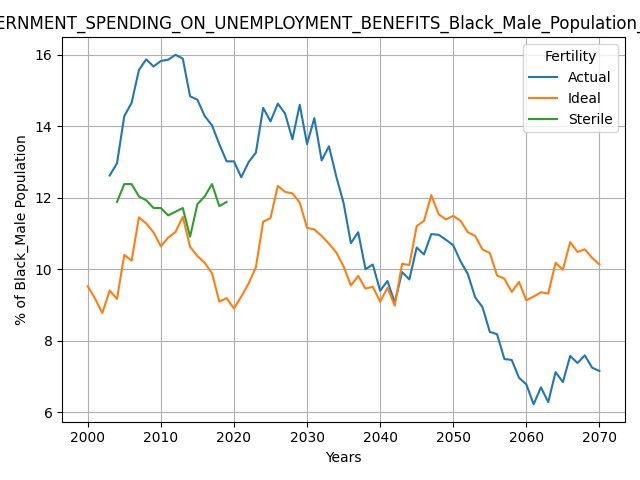 ERNMENT_SPENDING_ON_UNEMPLOYMENT_BENEFITS_Black_Male_Population_
Fertility
Actual
Ideal
Sterile
% of Black_Male Population
16
14
12
10
8
6
2000 2010 2020 2030 2040 2050 2060 2070
Years